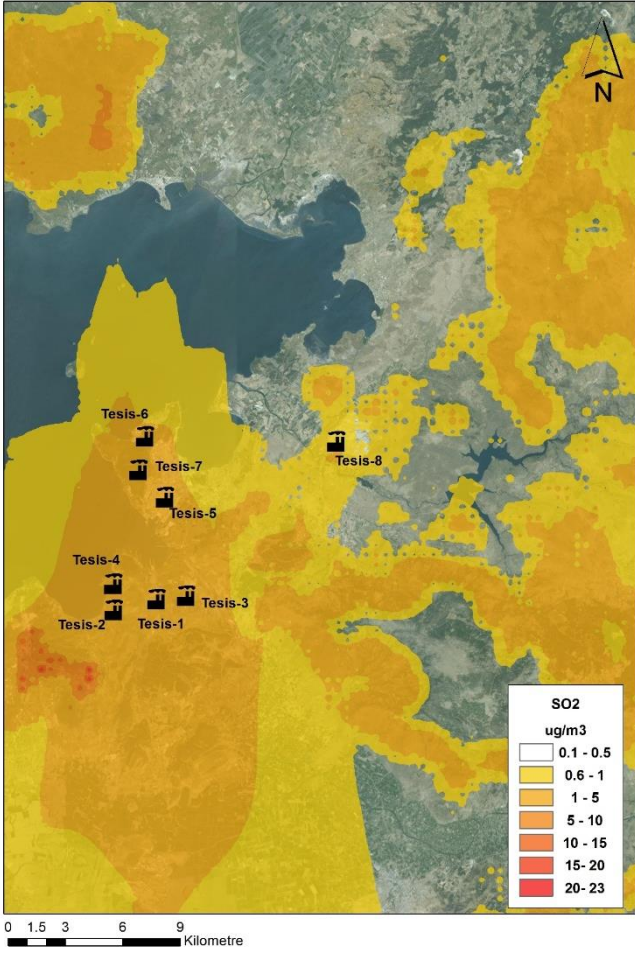 N
Tesis-6
Tesis-7
Tesis-8
Tesis-5
Tesis-4
Tesis-3
Tesis-2
Tesis-1
SO2
ug/m3
0.1 - 0.5
0.6 - 1
1 - 5
5 - 10
10 - 15
15- 20
20 - 23
0 1.5 3 6 9
Kilometre